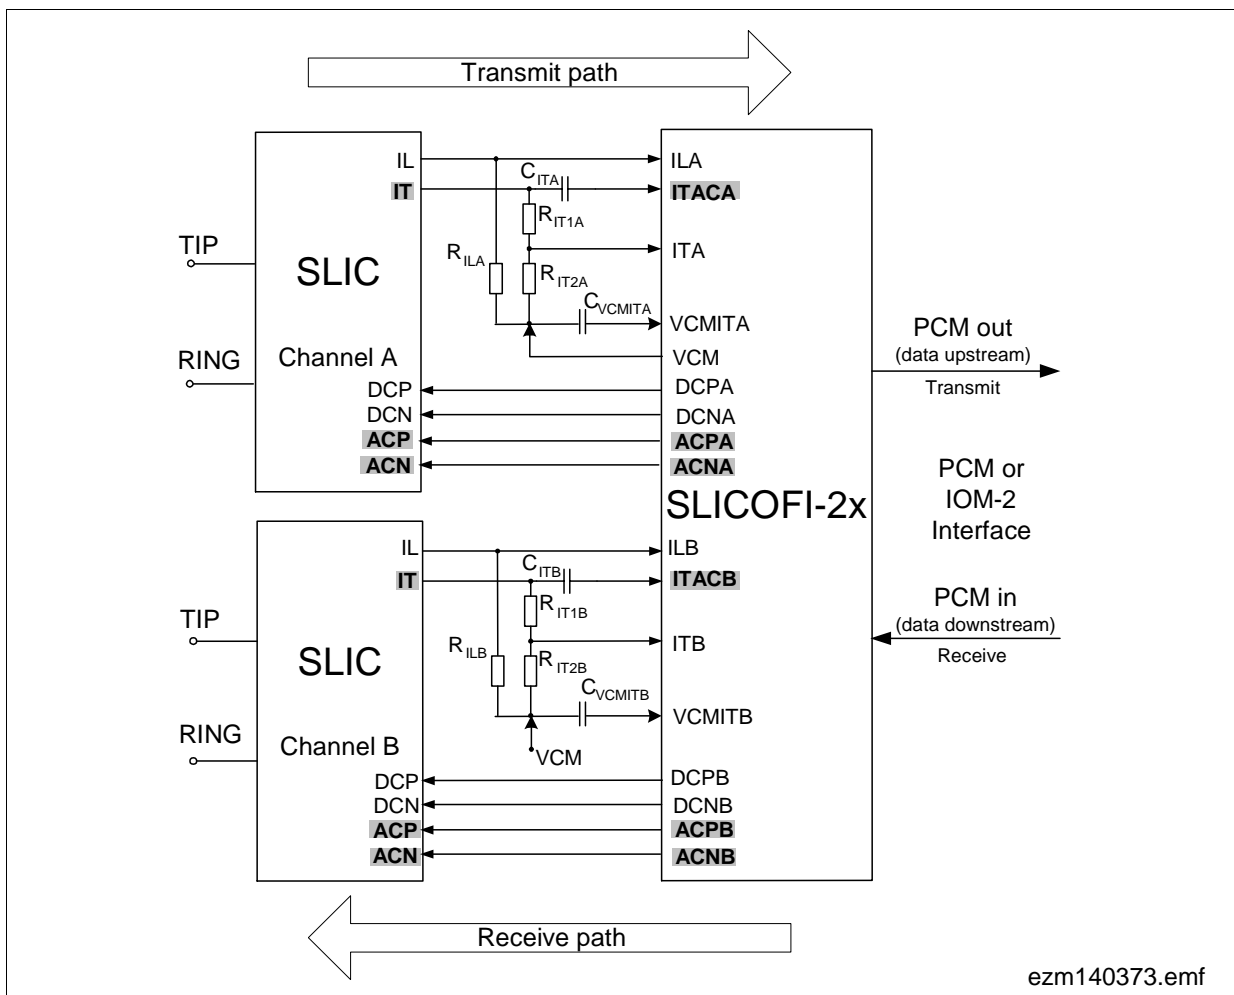 Transmit path
IL
IT
TIP
SLIC
RING
Channel A
DCP
DCN
ACP
ACN
CITA
RIT1A
RILA
RIT2A
CVCMITA
ILA
ITACA
ITA
VCMITA
VCM
DCPA
DCNA
ACPA
ACNA
SLICOFI-2x
PCM out
(data upstream)
Transmit
PCM or
IOM-2
Interface
PCM in
(data downstream)
Receive
IL
IT
TIP
SLIC
RING
Channel B
DCP
DCN
ACP
ACN
CITB
RIT1B
RILB
RIT2B
CVCMITB
VCM
ILB
ITACB
ITB
VCMITB
DCPB
DCNB
ACPB
ACNB
Receive path
ezm140373.emf